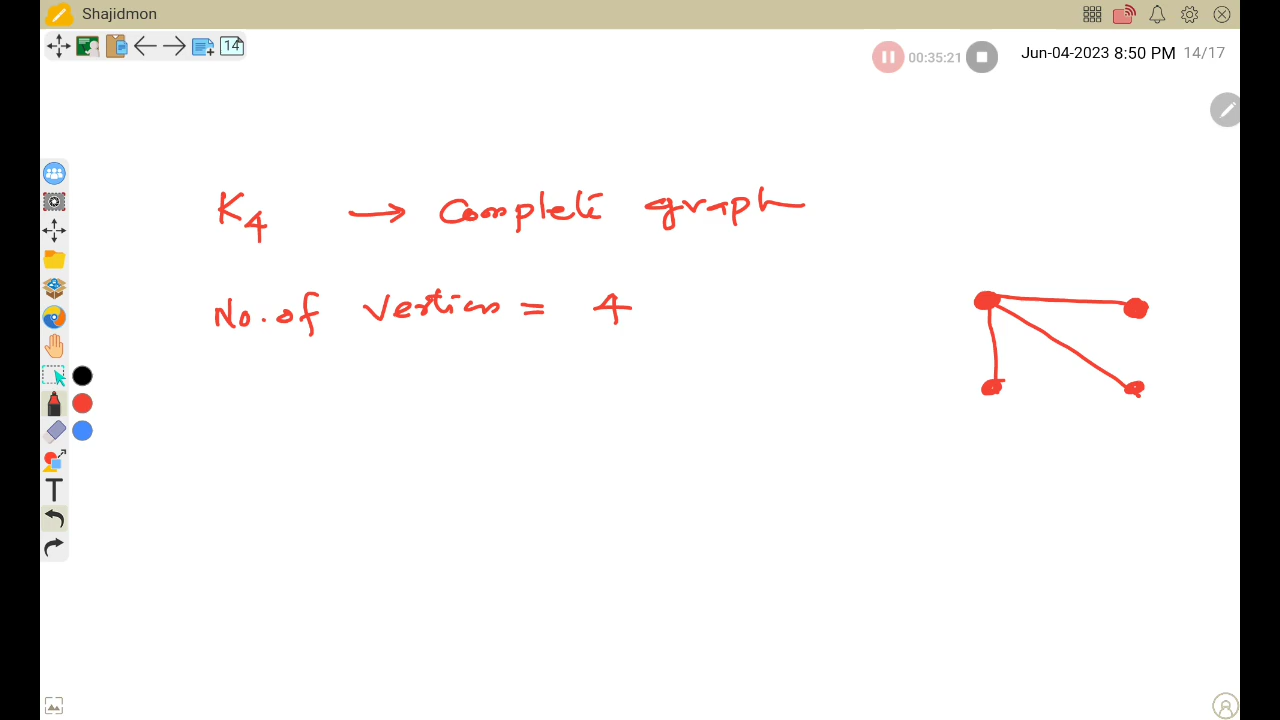 Shajidmon
14
00:35:21
Jun-04-2023 8:50 PM 14/17
K4 → Complete graph
No. of Vertices = 4
T